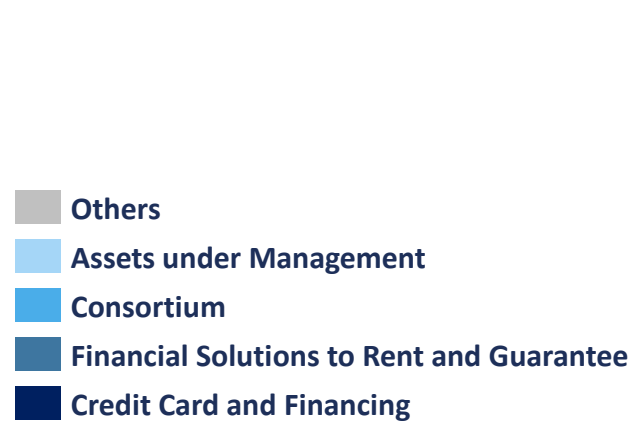 Others
Assets under Management
Consortium
Financial Solutions to Rent and Guarantee
Credit Card and Financing